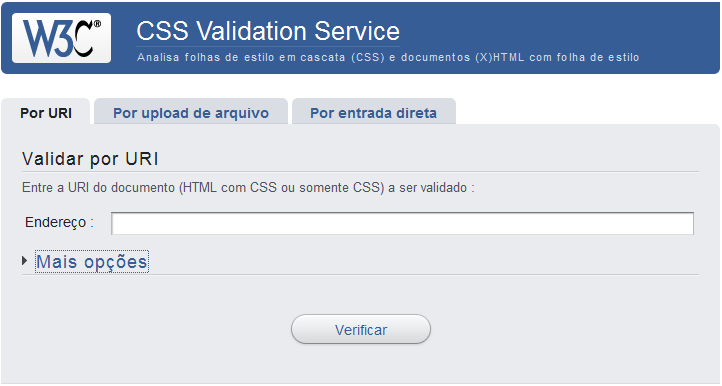 W3C® CSS Validation Service
Analisa folhas de estilo em cascata (CSS) e documentos (X)HTML com folha de estilo
Por URI Por upload de arquivo Por entrada direta
Validar por URI
Entre a URI do documento (HTML com CSS ou somente CSS) a ser validado :
Endereço :
Mais opções
Verificar